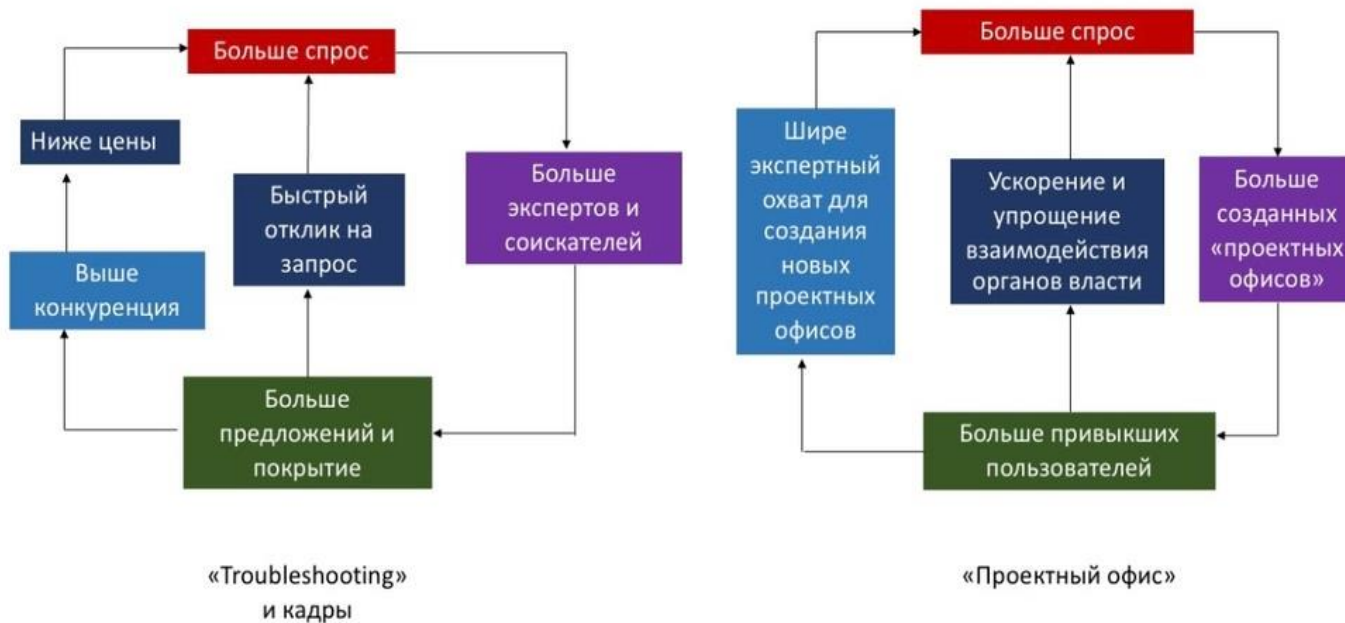 Больше спрос
Ниже цены
Быстрый
отклик на
запрос
Больше
экспертов и
соискателей
Выше
конкуренция
Больше
предложений и
покрытие
«Troubleshooting»
и кадры
Больше спрос
Шире
экспертный
охват для
создания
новых
проектных
офисов
Ускорение и
упрощение
взаимодействия
органов власти
Больше
созданных
«проектных
офисов»
Больше привыкших
пользователей
«Проектный офис»